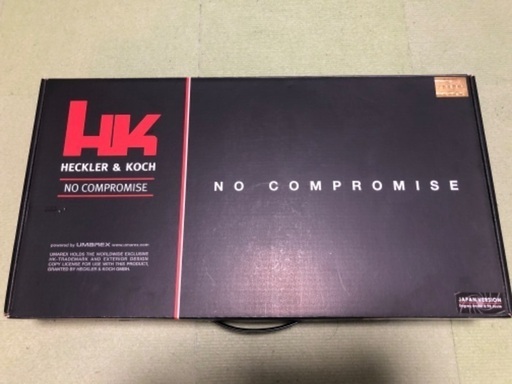 HK
HECKLER & KOCH
NO COMPROMISE
NO COMPROMISE
powered by UMAREX www.umarex.com
UMAREX HOLDS THE WORLDWIDE EXCLUSIVE
HK-TRADEMARK AND EXTERIOR DESIGN
COPY LICENSE FOR USE WITH THIS PRODUCT,
GRANTED BY HECKLER & KOCH GMBH.
JAPAN VERSION